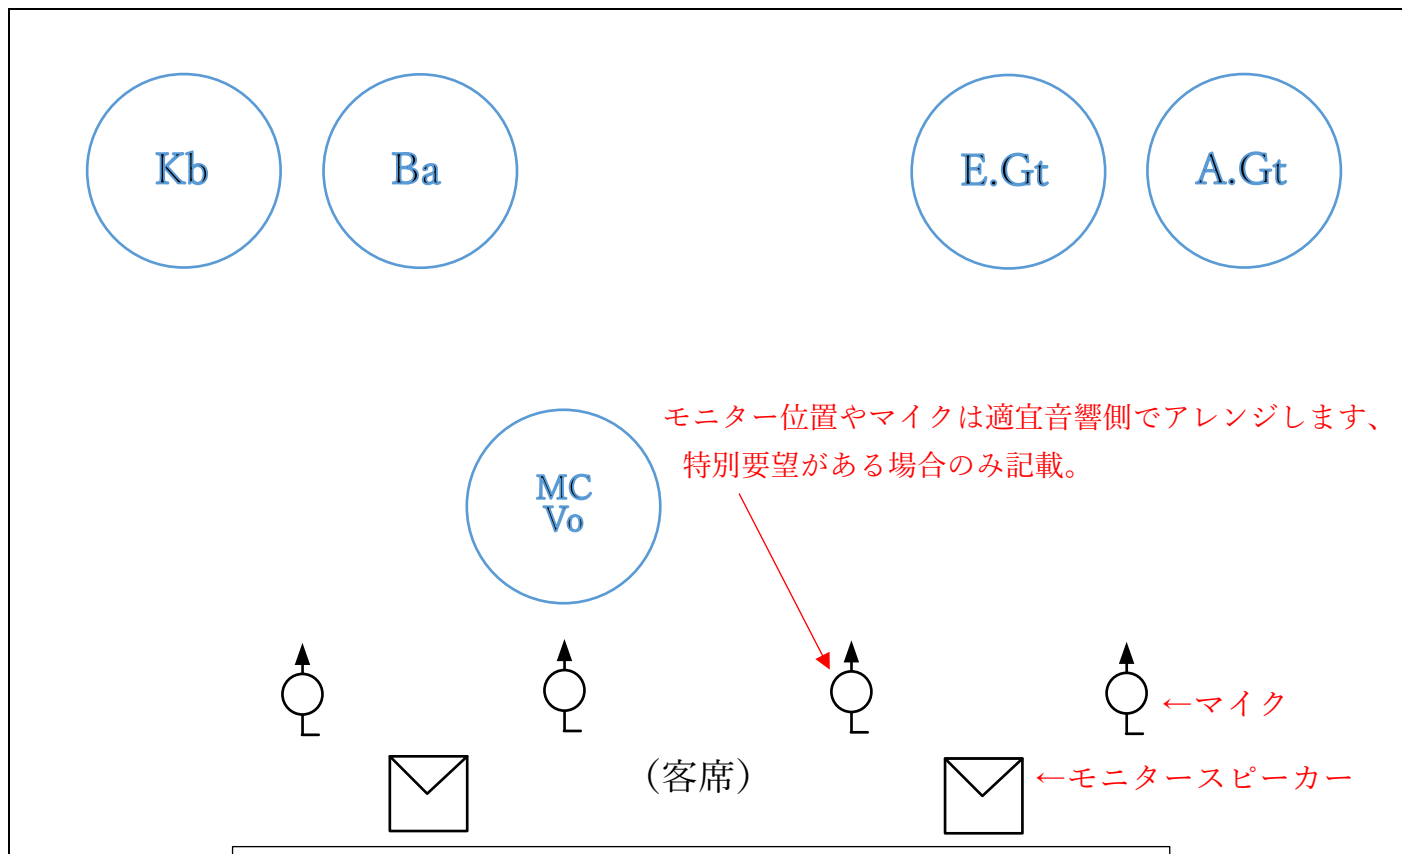 Kb
Ba
E.Gt
A.Gt
モニター位置やマイクは適宜音響側でアレンジします、
特別要望がある場合のみ記載。
MC
Vo
←マイク
(客席)
←モニタースピーカー